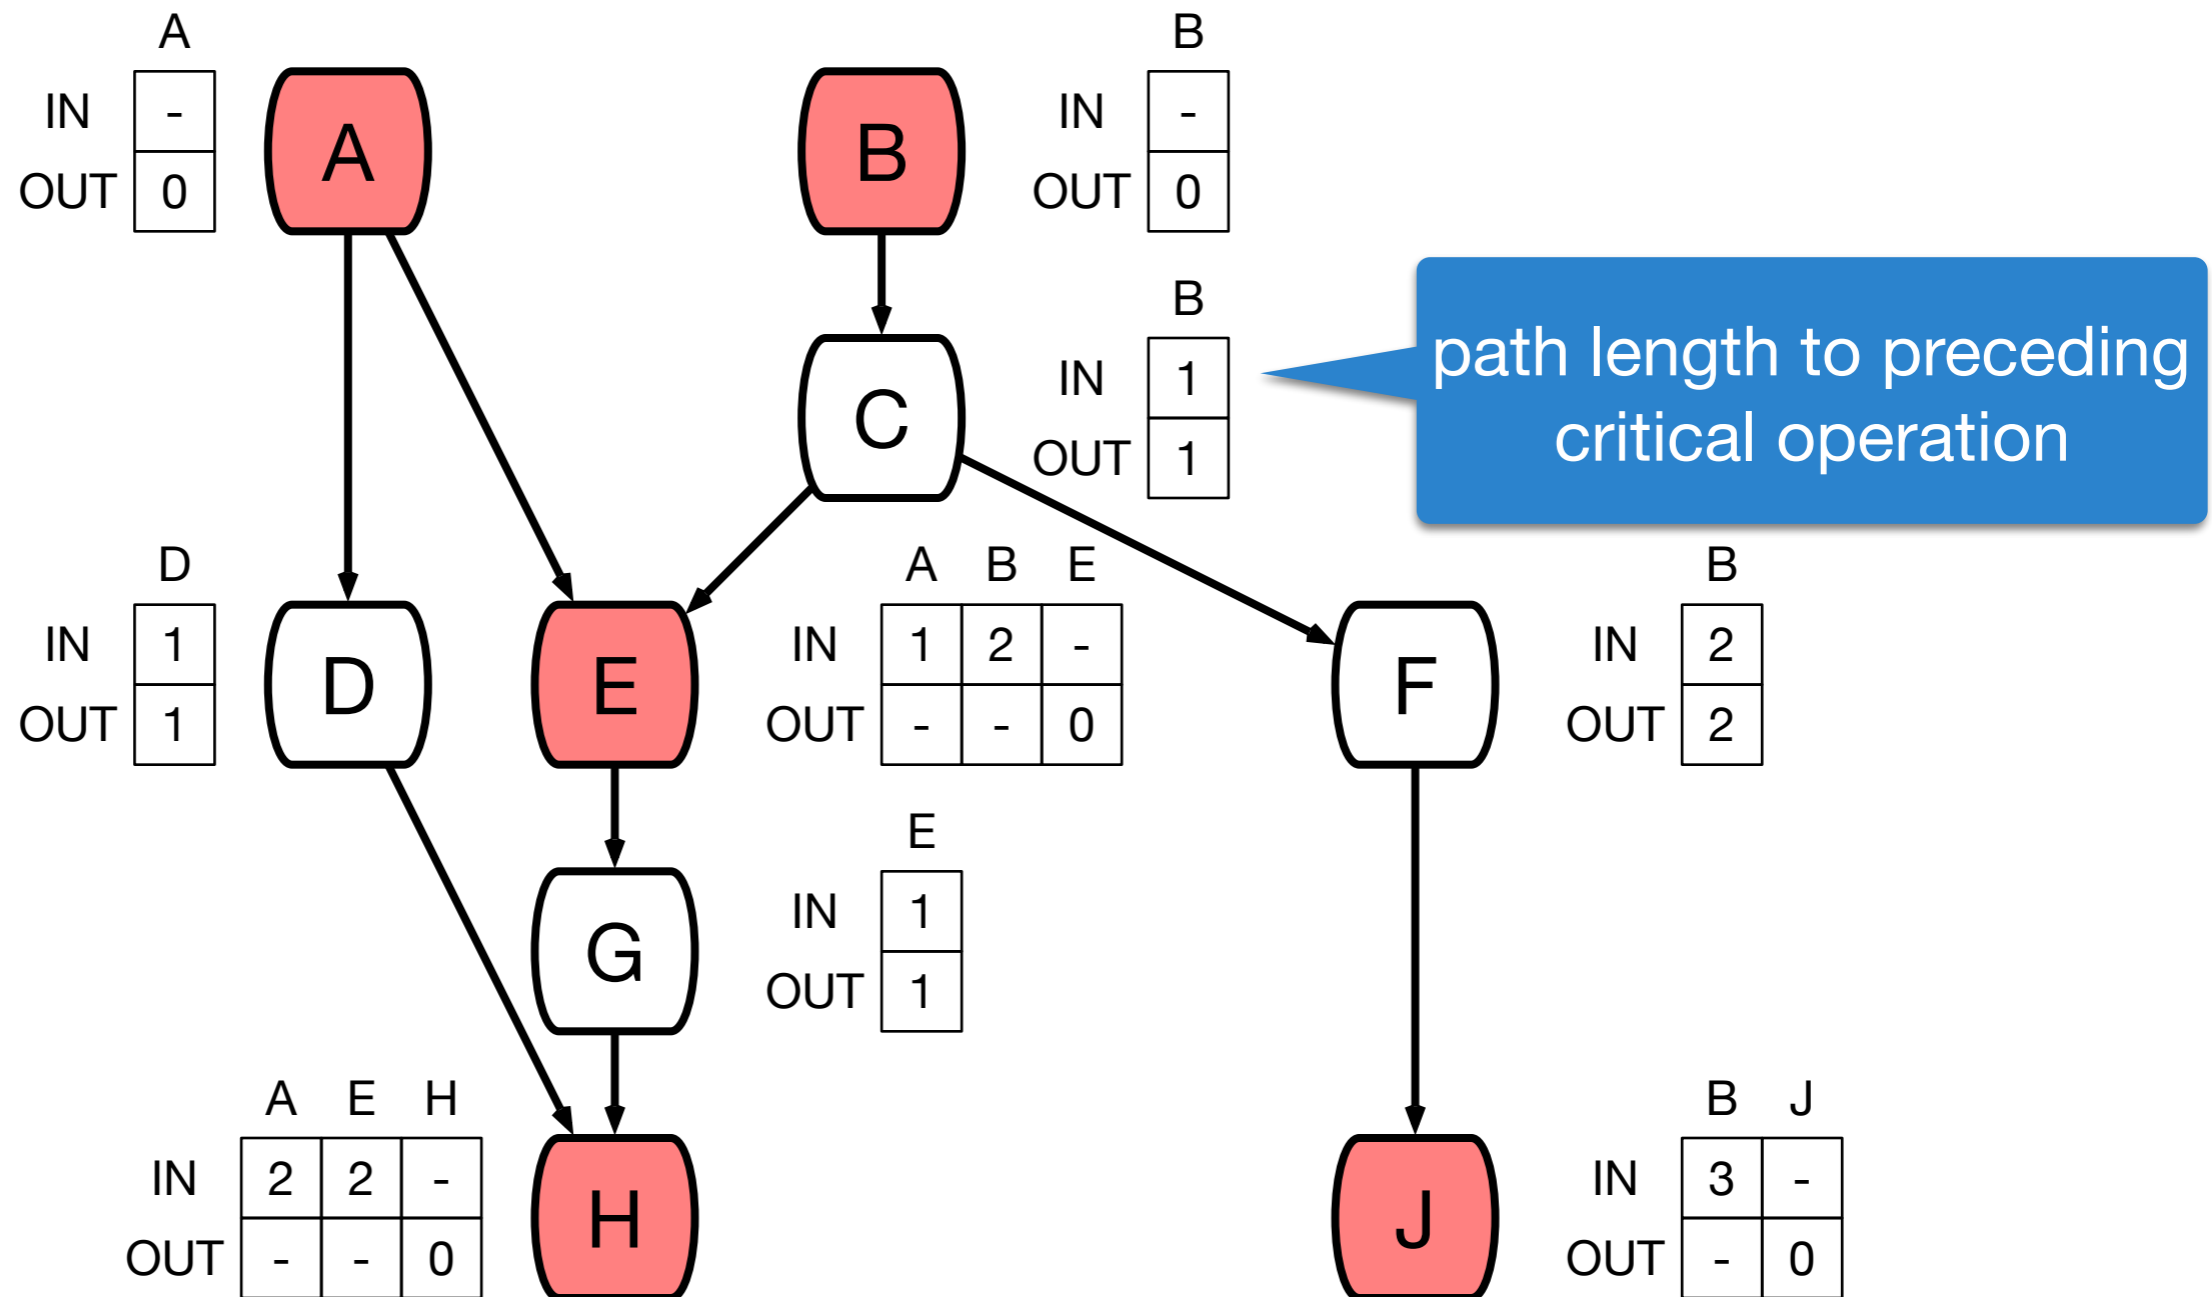 A
B
IN -
A
B
IN -
OUT 0
OUT 0
B
path length to preceding
critical operation
IN 1
C
OUT 1
D
A B E
B
IN 1
D
E
IN 1 2 -
F
IN 2
OUT 1
OUT - - 0
OUT 2
E
G
IN 1
OUT 1
A E H
B J
IN 2 2 -
H
J
IN 3 -
OUT - - 0
OUT - 0